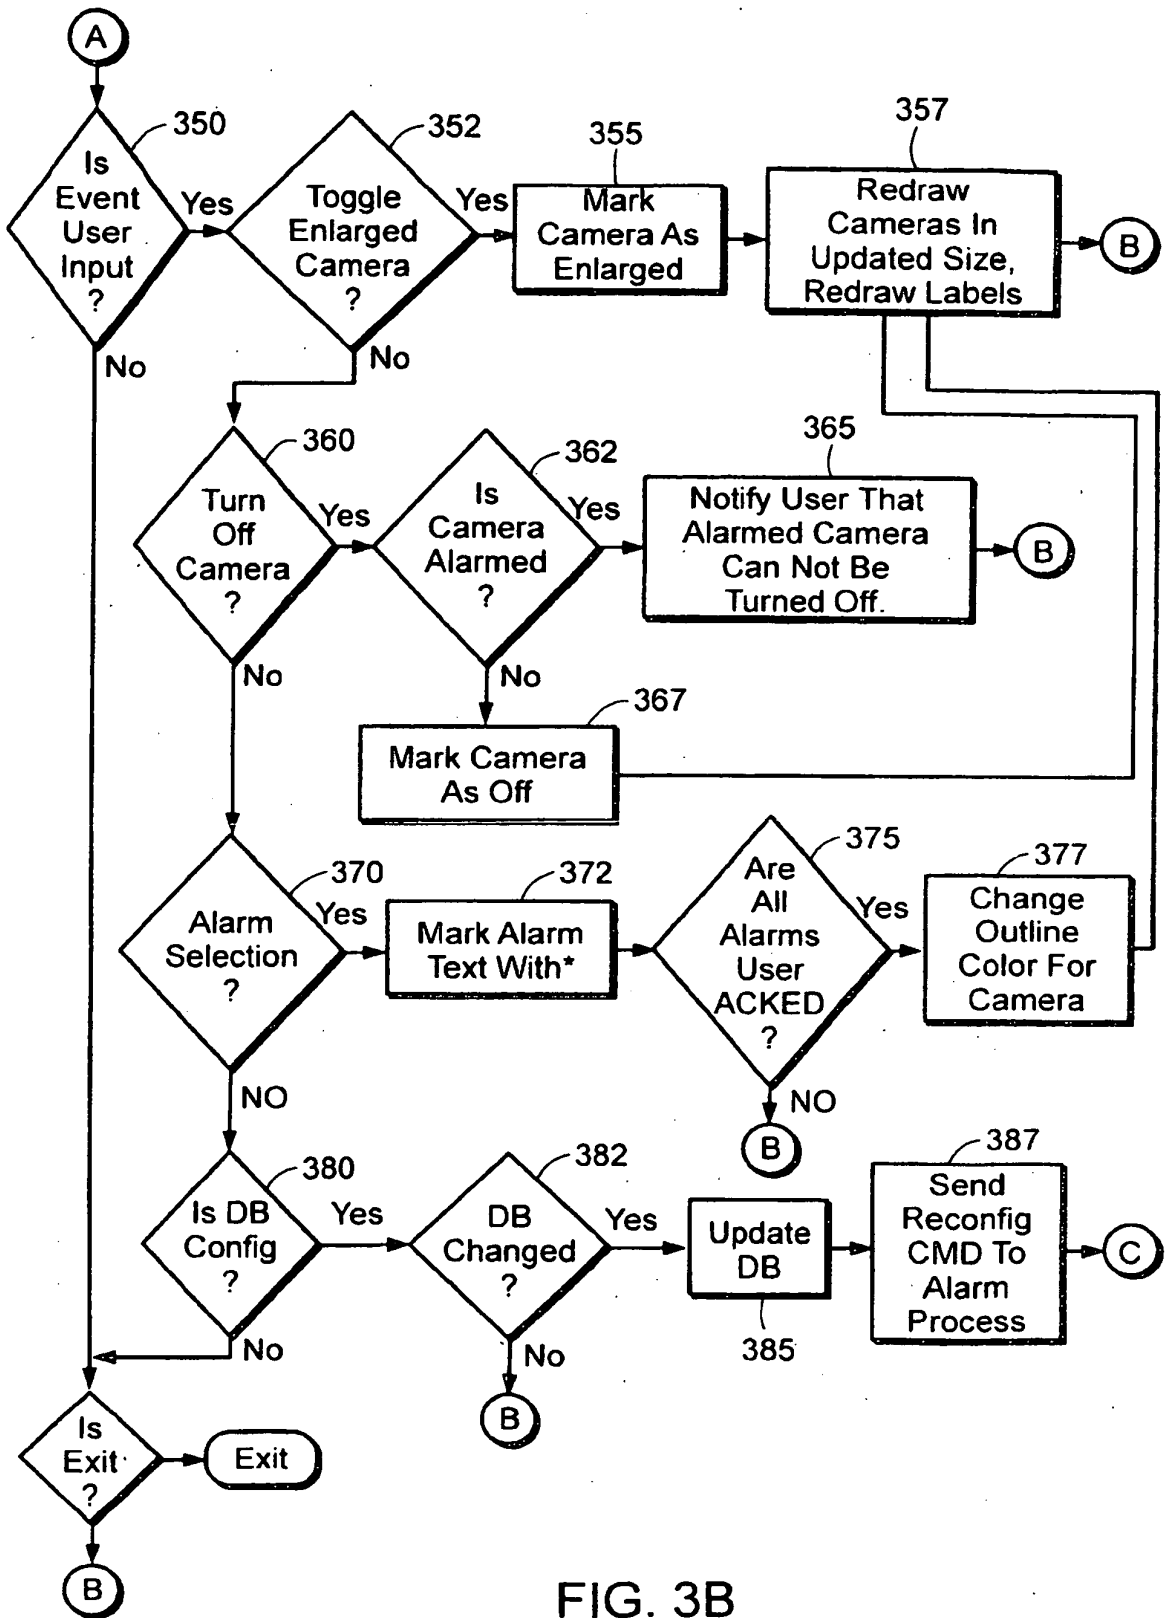 A
350
Is
Event
User
Input
?
Yes
No
352
Toggle
Enlarged
Camera
?
Yes
No
355
Mark
Camera As
Enlarged
357
Redraw
Cameras In
Updated Size,
Redraw Labels
B
360
Turn
Off
Camera
?
Yes
No
362
Is
Camera
Alarmed
?
Yes
No
365
Notify User That
Alarmed Camera
Can Not Be
Turned Off.
B
367
Mark Camera
As Off
370
Alarm
Selection
?
Yes
NO
372
Mark Alarm
Text With*
375
Are
All
Alarms
User
ACKED
?
Yes
NO
B
377
Change
Outline
Color For
Camera
380
Is DB
Config
?
Yes
No
382
DB
Changed
?
Yes
No
B
Update
DB
385
387
Send
Reconfig
CMD To
Alarm
Process
C
Is
Exit
?
Exit
B
FIG. 3B